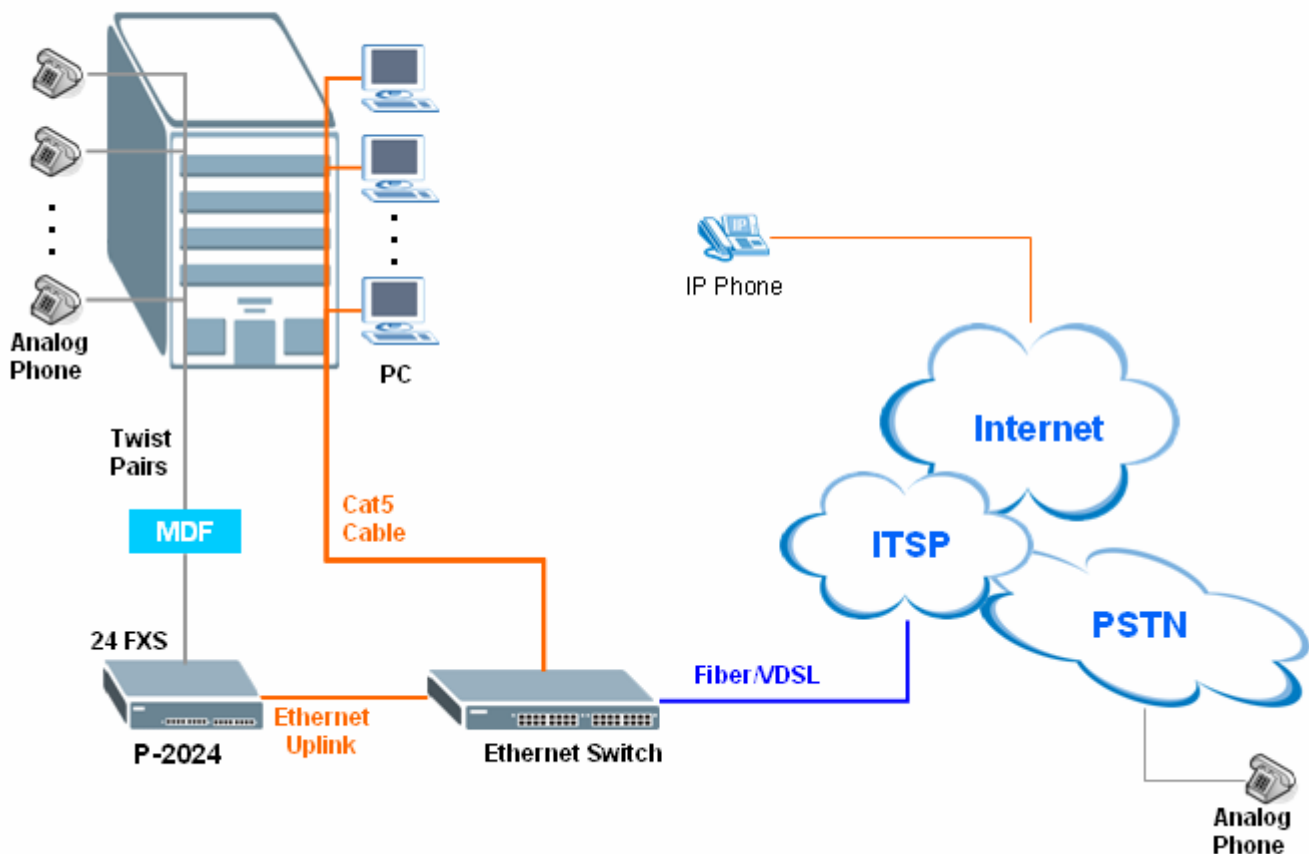 Analog
Phone
PC
Twist
Pairs
MDF
Cat5
Cable
24 FXS
P-2024
Ethernet
Uplink
Ethernet Switch
Fiber/VDSL
IP
IP Phone
Internet
ITSP
PSTN
Analog
Phone